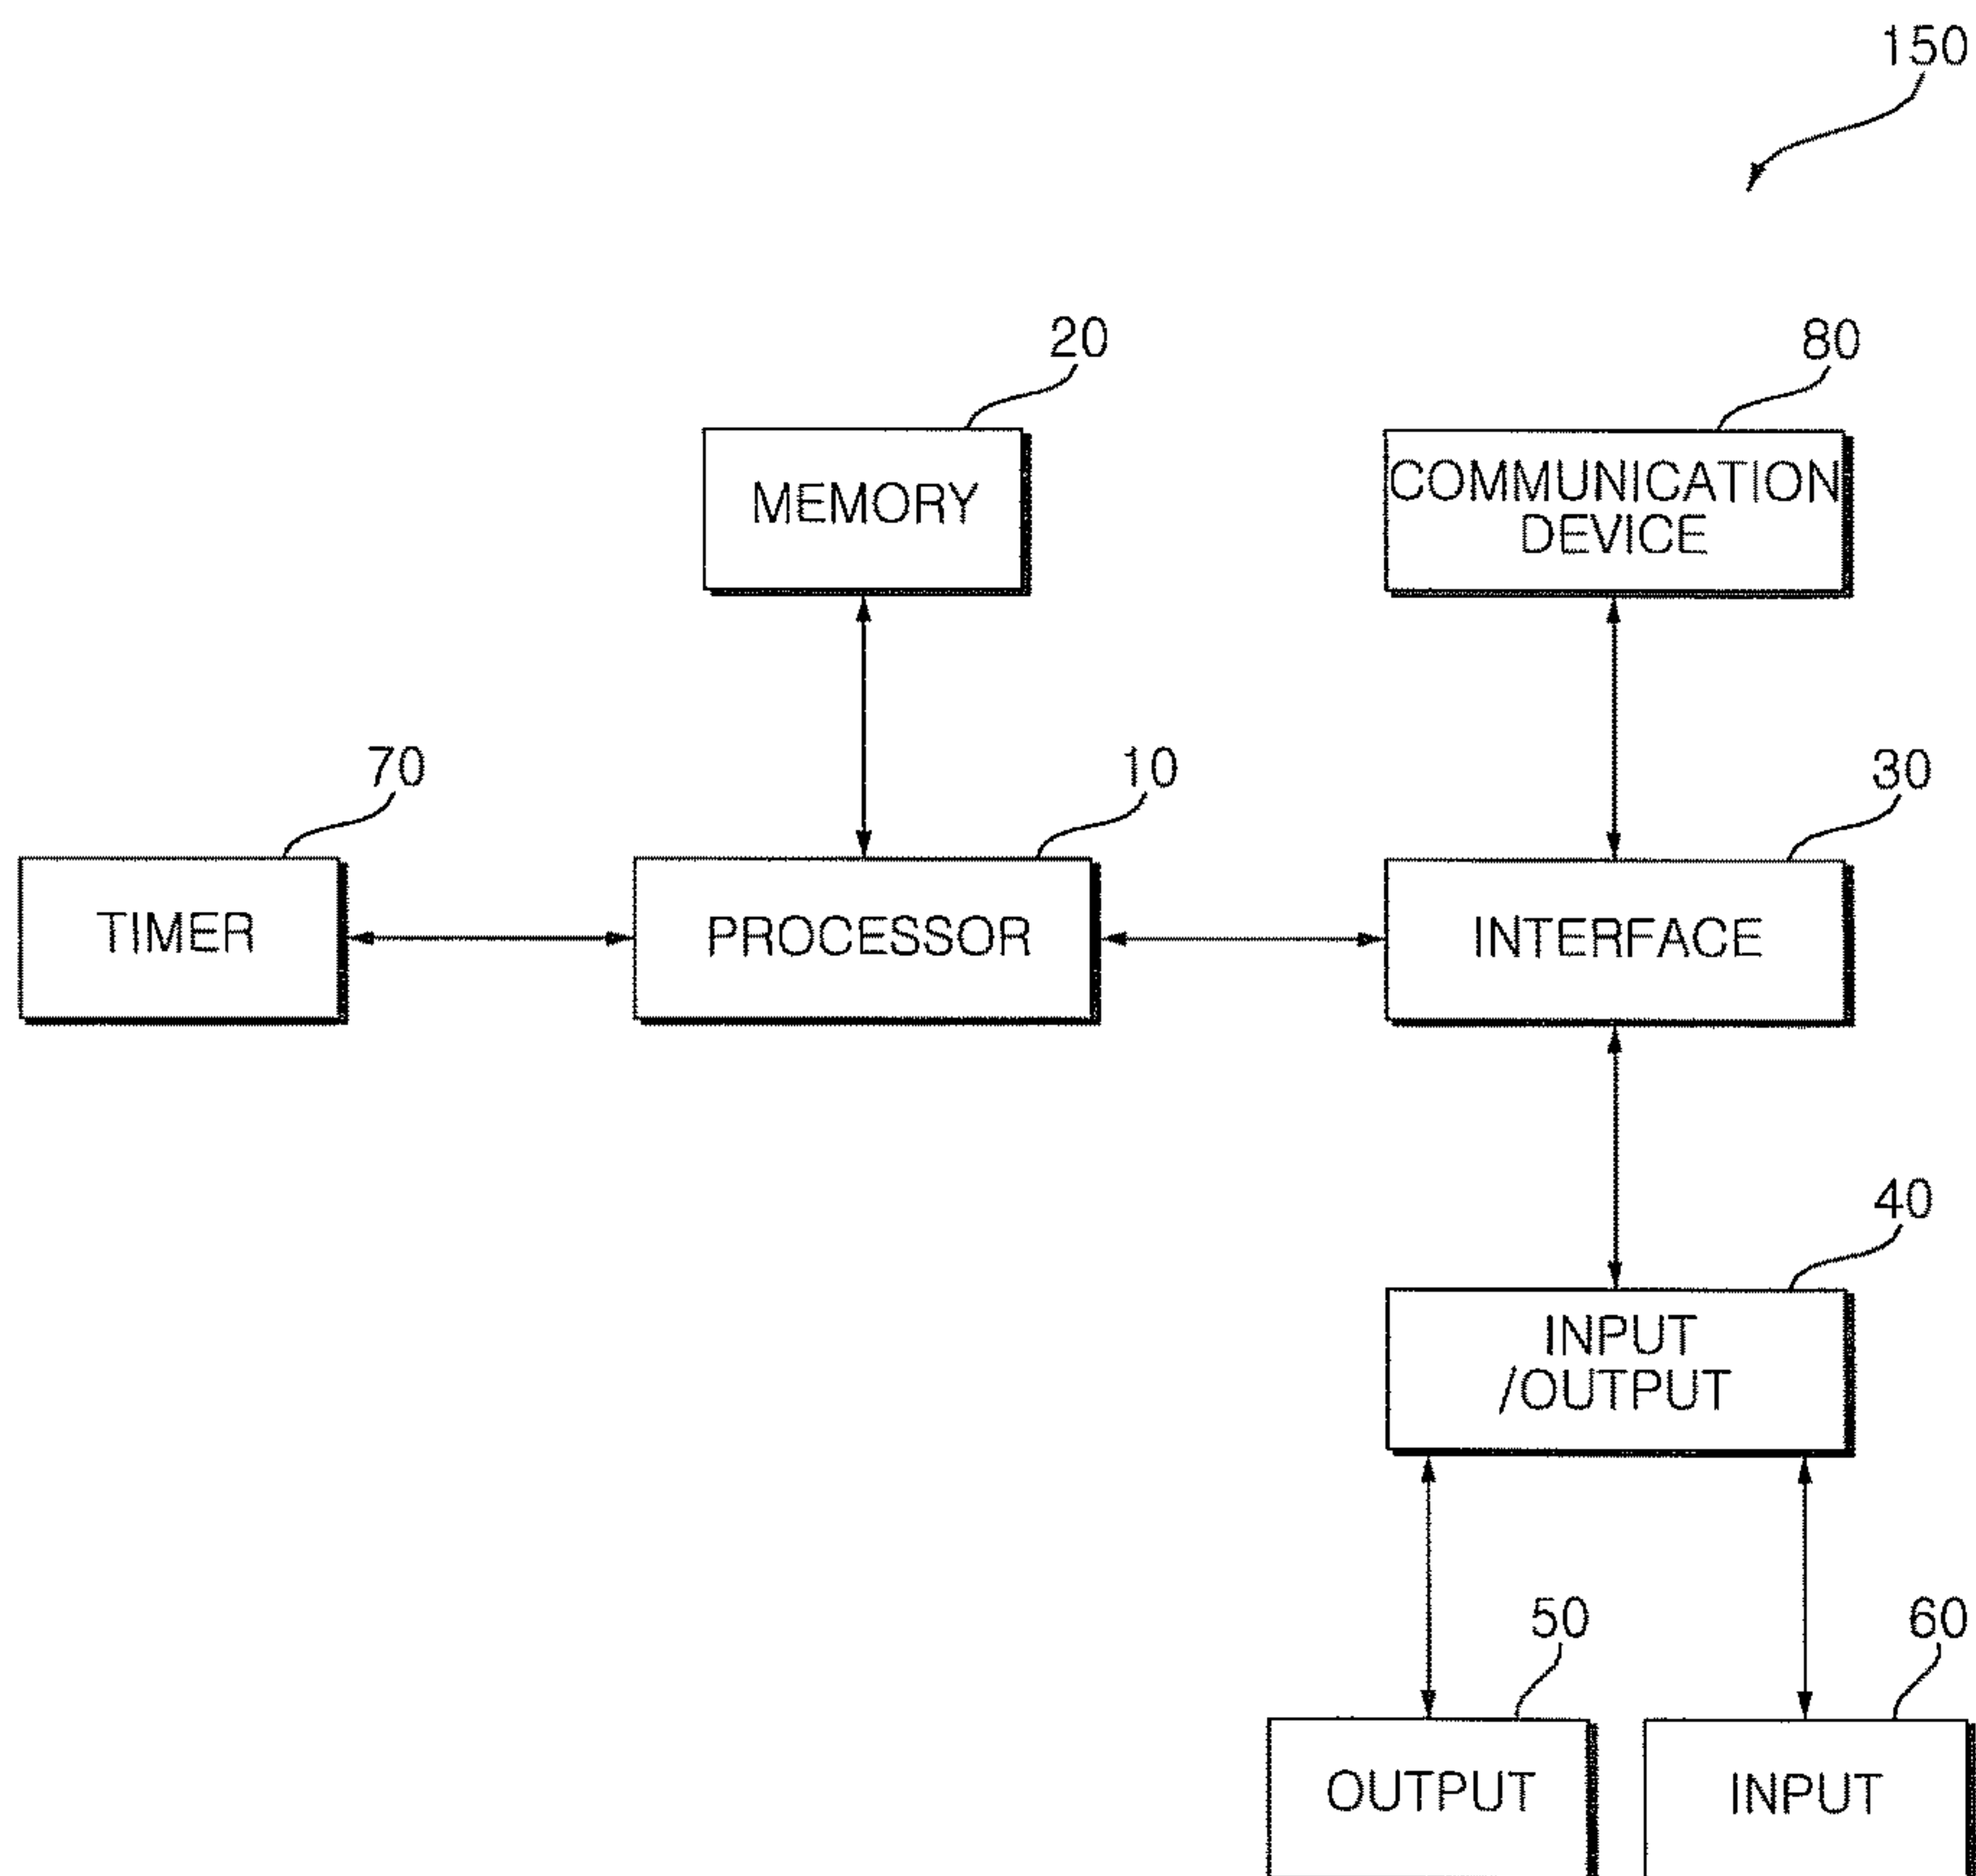 150
20
80
MEMORY
COMMUNICATION
DEVICE
70
10
30
TIMER
PROCESSOR
INTERFACE
40
INPUT
/OUTPUT
50
60
OUTPUT
INPUT